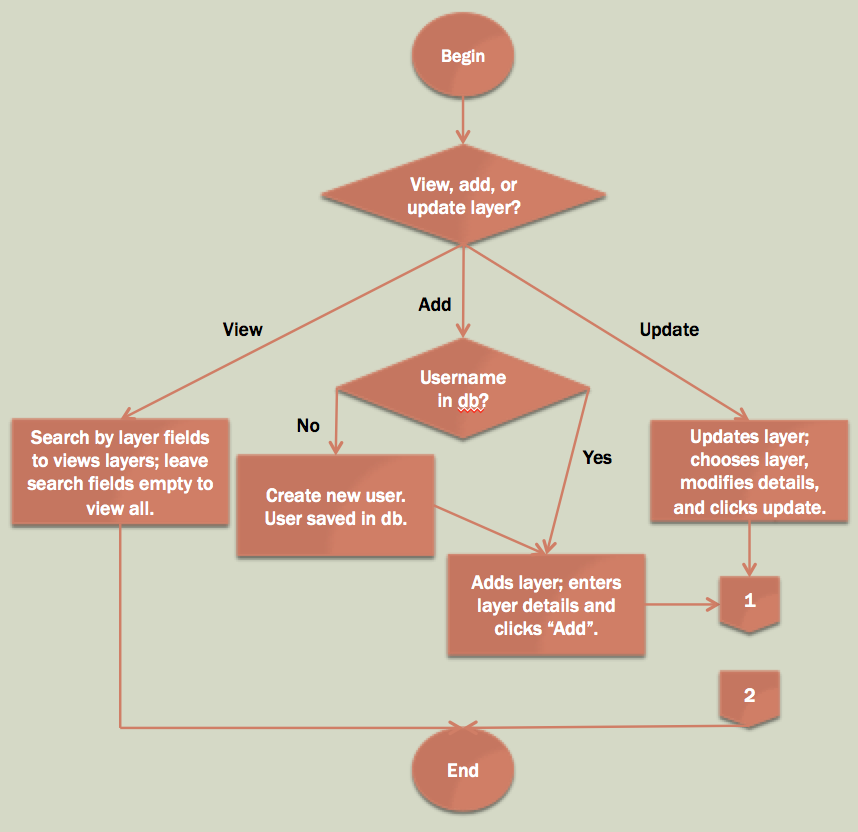 Begin
View, add, or
update layer?
View
Add
Update
Username
in db?
No
Yes
Search by layer fields
to views layers; leave
search fields empty to
view all.
Create new user.
User saved in db.
Updates layer;
chooses layer,
modifies details,
and clicks update.
Adds layer; enters
layer details and
clicks “Add”.
1
2
End